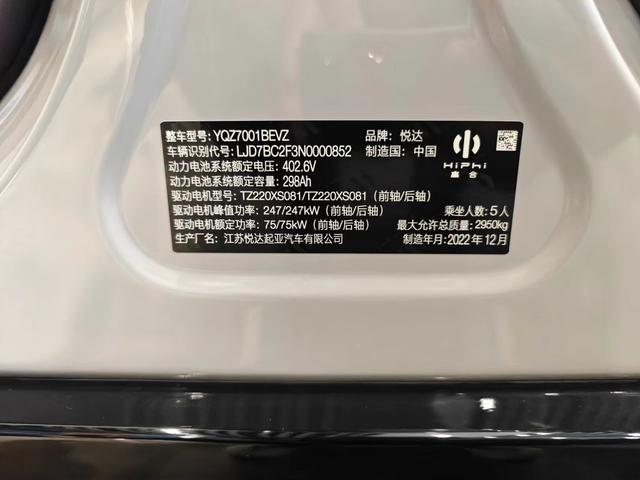 整车型号: YQZ7001BEVZ 品牌: 悦达
车辆识别代号: LJD7BC2F3N0000852 制造国: 中国
动力电池系统额定电压: 402.6V
动力电池系统额定容量: 298Ah
驱动电机型号: TZ220XS081/TZ220XS081 (前轴/后轴)
驱动电机峰值功率: 247/247kW (前轴/后轴) 乘坐人数: 5人
驱动电机额定功率: 75/75kW (前轴/后轴) 最大允许总质量: 2950kg
生产厂名: 江苏悦达起亚汽车有限公司 制造年月: 2022年12月
HiPhi
高合